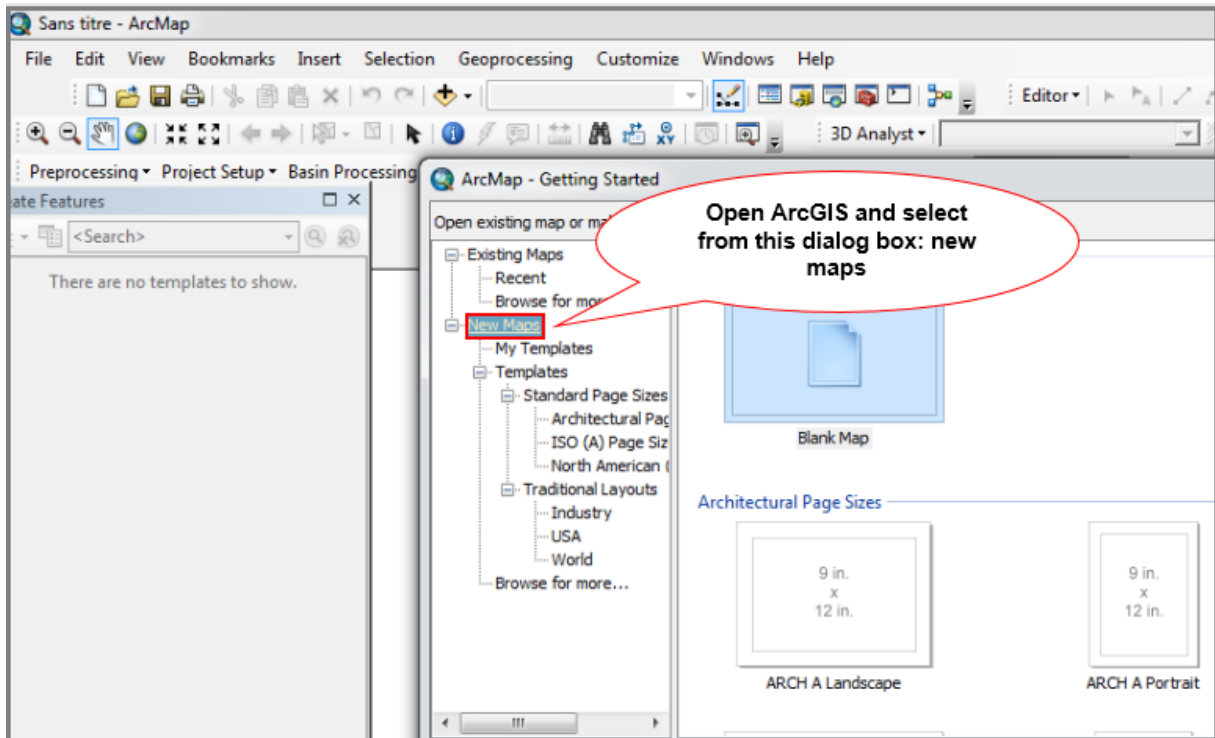 Sans titre - ArcMap
File Edit View Bookmarks Insert Selection Geoprocessing Customize Windows Help
Editor
3D Analyst
Preprocessing Project Setup Basin Processing
ate Features
<Search>
There are no templates to show.
ArcMap - Getting Started
Open existing map or
Open ArcGIS and select
from this dialog box: new
maps
Existing Maps
Recent
Browse for
New Maps
My Templates
Templates
Standard Page Sizes
Architectural Pag
ISO (A) Page Siz
North American (
Traditional Layouts
Industry
USA
World
Browse for more...
Blank Map
Architectural Page Sizes
9 in.
x
12 in.
ARCH A Landscape
9 in.
x
12 in.
ARCH A Portrait